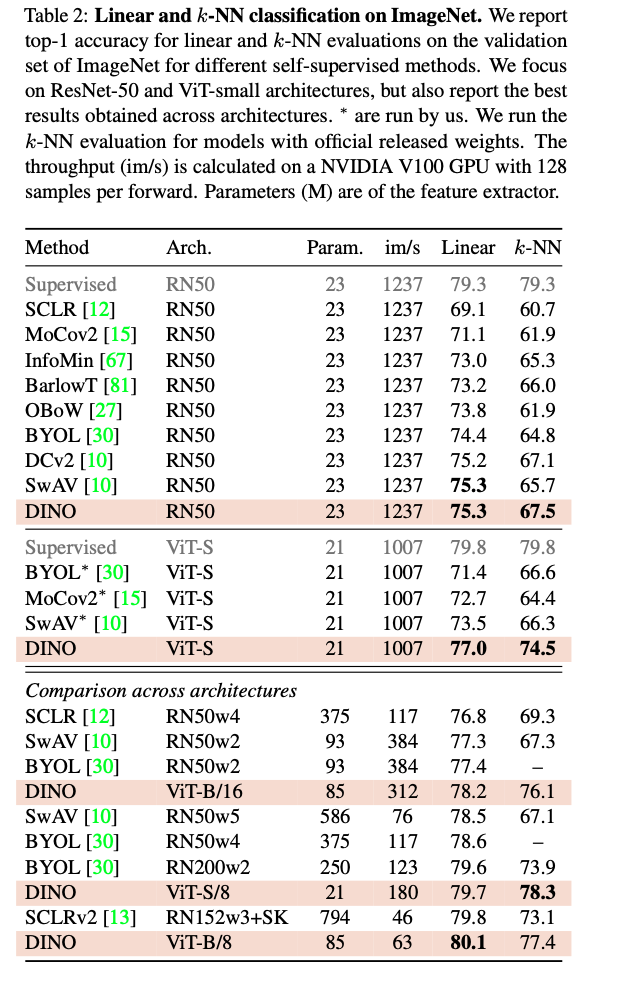 Table 2: Linear and k-NN classification on ImageNet. We report
top-1 accuracy for linear and k-NN evaluations on the validation
set of ImageNet for different self-supervised methods. We focus
on ResNet-50 and ViT-small architectures, but also report the best
results obtained across architectures. * are run by us. We run the
k-NN evaluation for models with official released weights. The
throughput (im/s) is calculated on a NVIDIA V100 GPU with 128
samples per forward. Parameters (M) are of the feature extractor.
Method Arch. Param. im/s Linear k-NN
Supervised RN50 23 1237 79.3 79.3
SCLR [12] RN50 23 1237 69.1 60.7
MoCov2 [15] RN50 23 1237 71.1 61.9
InfoMin [67] RN50 23 1237 73.0 65.3
BarlowT [81] RN50 23 1237 73.2 66.0
OBoW [27] RN50 23 1237 73.8 61.9
BYOL [30] RN50 23 1237 74.4 64.8
DCv2 [10] RN50 23 1237 75.2 67.1
SwAV [10] RN50 23 1237 75.3 65.7
DINO RN50 23 1237 75.3 67.5
Supervised ViT-S 21 1007 79.8 79.8
BYOL* [30] ViT-S 21 1007 71.4 66.6
MoCov2* [15] ViT-S 21 1007 72.7 64.4
SwAV* [10] ViT-S 21 1007 73.5 66.3
DINO ViT-S 21 1007 77.0 74.5
Comparison across architectures
SCLR [12] RN50w4 375 117 76.8 69.3
SwAV [10] RN50w2 93 384 77.3 67.3
BYOL [30] RN50w2 93 384 77.4 –
DINO ViT-B/16 85 312 78.2 76.1
SwAV [10] RN50w5 586 76 78.5 67.1
BYOL [30] RN50w4 375 117 78.6 –
BYOL [30] RN200w2 250 123 79.6 73.9
DINO ViT-S/8 21 180 79.7 78.3
SCLRv2 [13] RN152w3+SK 794 46 79.8 73.1
DINO ViT-B/8 85 63 80.1 77.4